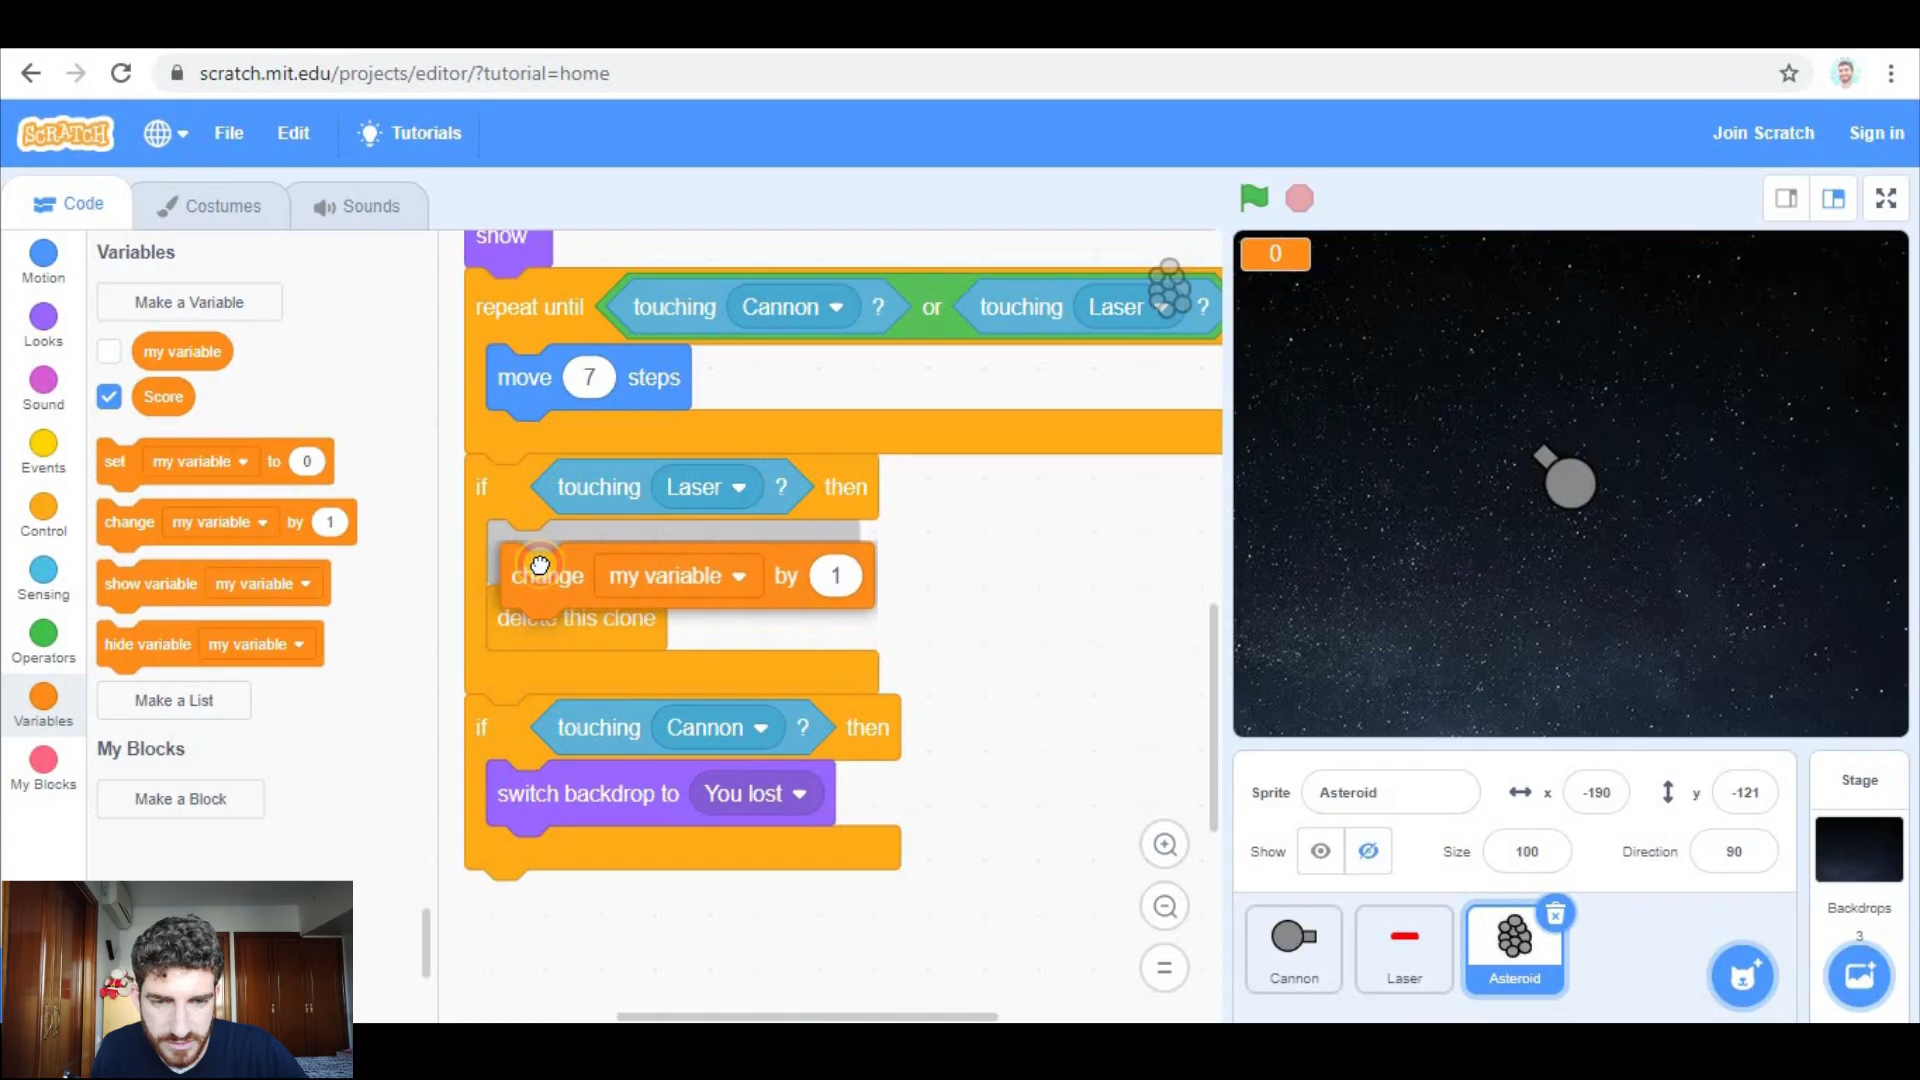 scratch.mit.edu/projects/editor/?tutorial=home
SCRATCH
File
Edit
Tutorials
Join Scratch
Sign in
Code
Costumes
Sounds
Motion
Looks
Sound
Events
Control
Sensing
Operators
Variables
My Blocks
Variables
Make a Variable
my variable
Score
set my variable to 0
change my variable by 1
show variable my variable
hide variable my variable
Make a List
My Blocks
Make a Block
show
repeat until touching Cannon ? or touching Laser ?
move 7 steps
if touching Laser ? then
change my variable by 1
delete this clone
if touching Cannon ? then
switch backdrop to You lost
0
Sprite Asteroid x -190 y -121
Show Size 100 Direction 90
Cannon
Laser
Asteroid
Stage
Backdrops
3